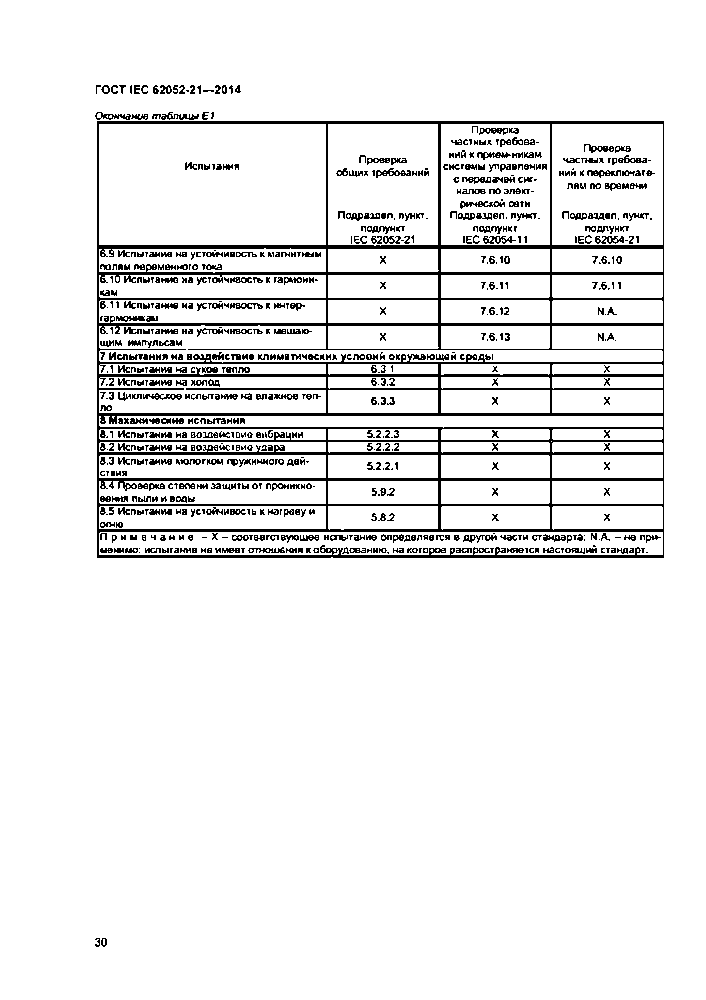 ГОСТ IEC 62052-21—2014
Окончание таблицы Е1
Испытания
Проверка
общих требований
Подраздел, пункт,
подпункт
IEC 62052-21
Проверка
частных требова-
ний к прием-никам
системы управления
с передачей сиг-
налов по элект-
рической сети
Подраздел, пункт,
подпункт
IEC 62054-11
Проверка
частных требова-
ний к переключате-
лям по времени
Подраздел, пункт,
подпункт
IEC 62054-21
6.9 Испытание на устойчивость к магнитным
полям переменного тока
X 7.6.10 7.6.10
6.10 Испытание на устойчивость к гармони-
кам
X 7.6.11 7.6.11
6.11 Испытание на устойчивость к интер-
гармоникам
X 7.6.12 N.A.
6.12 Испытание на устойчивость к мешаю-
щим импульсам
X 7.6.13 N.A.
7 Испытания на воздействие климатических условий окружающей среды
7.1 Испытание на сухое тепло 6.3.1 X X
7.2 Испытание на холод 6.3.2 X X
7.3 Циклическое испытание на влажное теп-
ло
6.3.3 X X
8 Механические испытания
8.1 Испытание на воздействие вибрации 5.2.2.3 X X
8.2 Испытание на воздействие удара 5.2.2.2 X X
8.3 Испытание молотком пружинного дей-
ствия
5.2.2.1 X X
8.4 Проверка степени защиты от проникно-
вения пыли и воды
5.9.2 X X
8.5 Испытание на устойчивость к нагреву и
огню
5.8.2 X X
П р и м е ч а н и е – X – соответствующее испытание определяется в другой части стандарта; N.A. – не при-
менимо: испытание не имеет отношения к оборудованию, на которое распространяется настоящий стандарт.
30